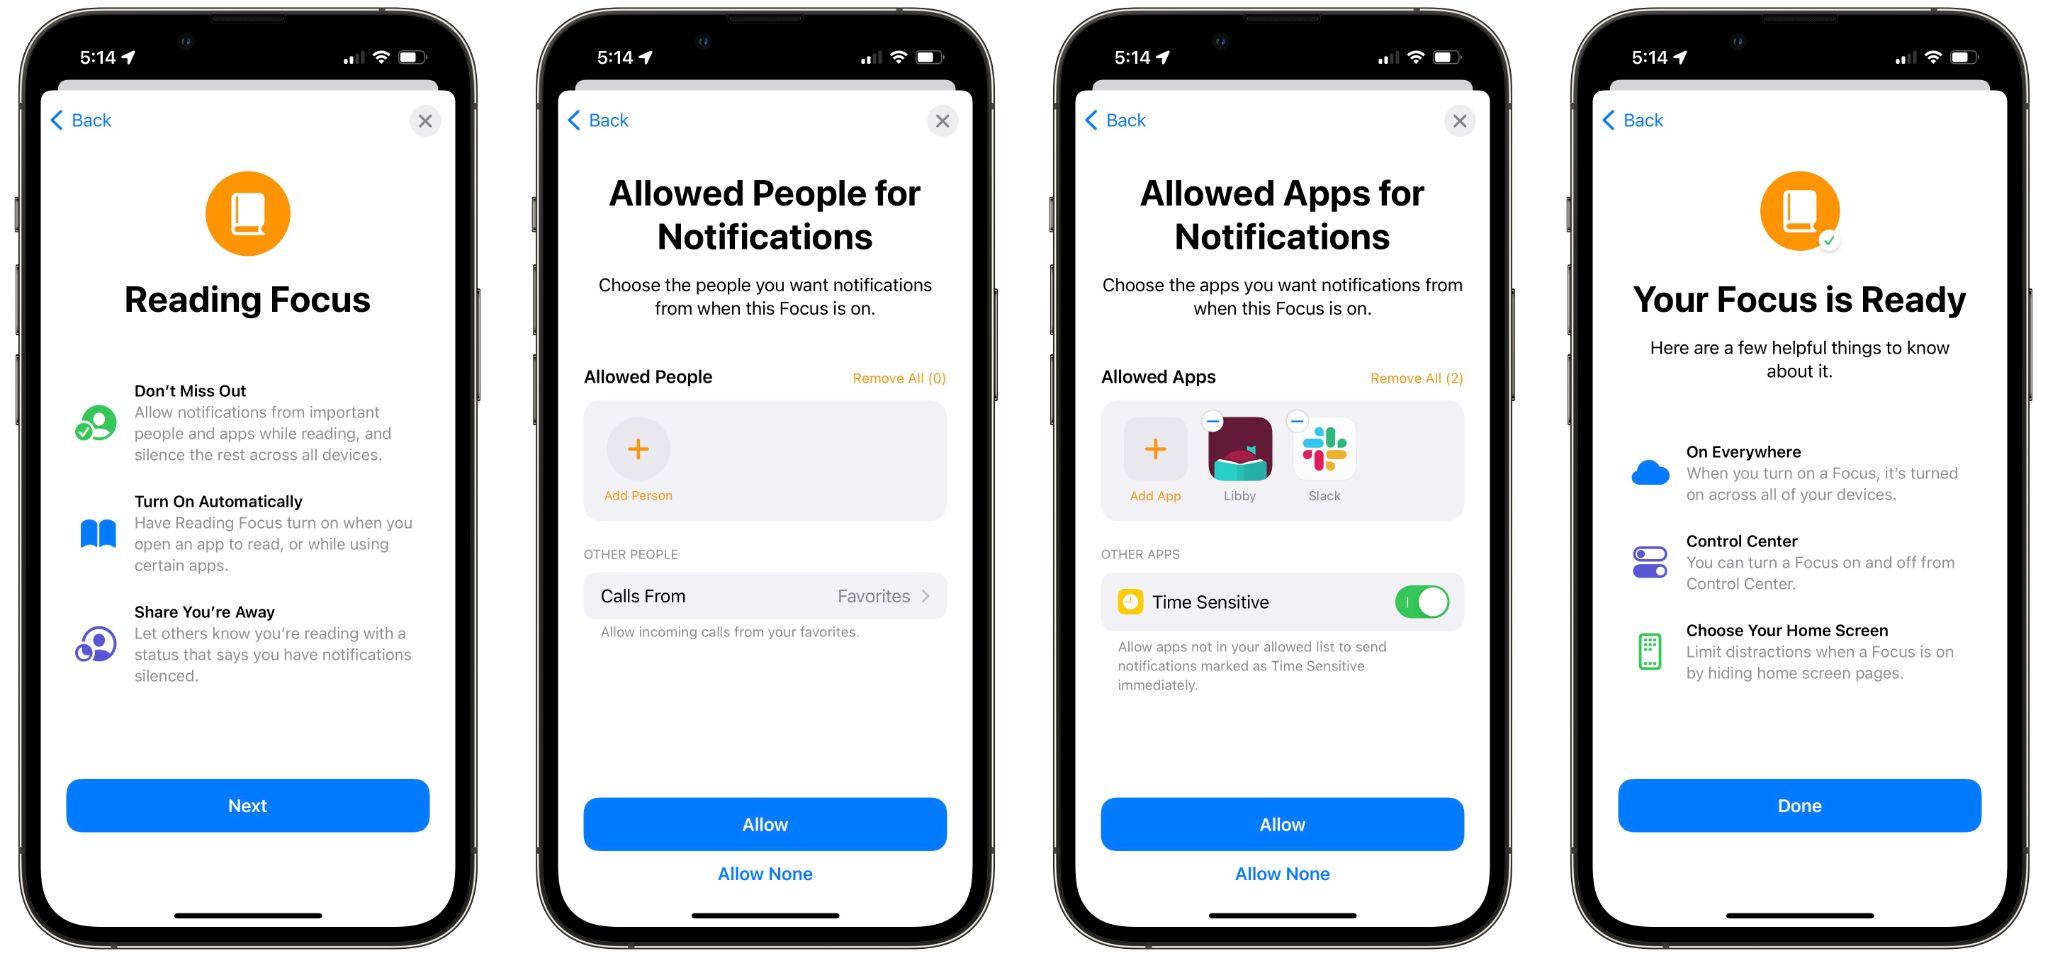 5:14
Back
Reading Focus
Don't Miss Out
Allow notifications from important
people and apps while reading, and
silence the rest across all devices.
Turn On Automatically
Have Reading Focus turn on when you
open an app to read, or while using
certain apps.
Share You're Away
Let others know you're reading with a
status that says you have notifications
silenced.
Next
5:14
Back
Allowed People for
Notifications
Choose the people you want notifications
from when this Focus is on.
Allowed People
Remove All (0)
Add Person
OTHER PEOPLE
Calls From
Favorites
Allow incoming calls from your favorites.
Allow
Allow None
5:14
Back
Allowed Apps for
Notifications
Choose the apps you want notifications from
when this Focus is on.
Allowed Apps
Remove All (2)
Add App
Libby
Slack
OTHER APPS
Time Sensitive
Allow apps not in your allowed list to send
notifications marked as Time Sensitive
immediately.
Allow
Allow None
5:14
Back
Your Focus is Ready
Here are a few helpful things to know
about it.
On Everywhere
When you turn on a Focus, it's turned
on across all of your devices.
Control Center
You can turn a Focus on and off from
Control Center.
Choose Your Home Screen
Limit distractions when a Focus is on
by hiding home screen pages.
Done